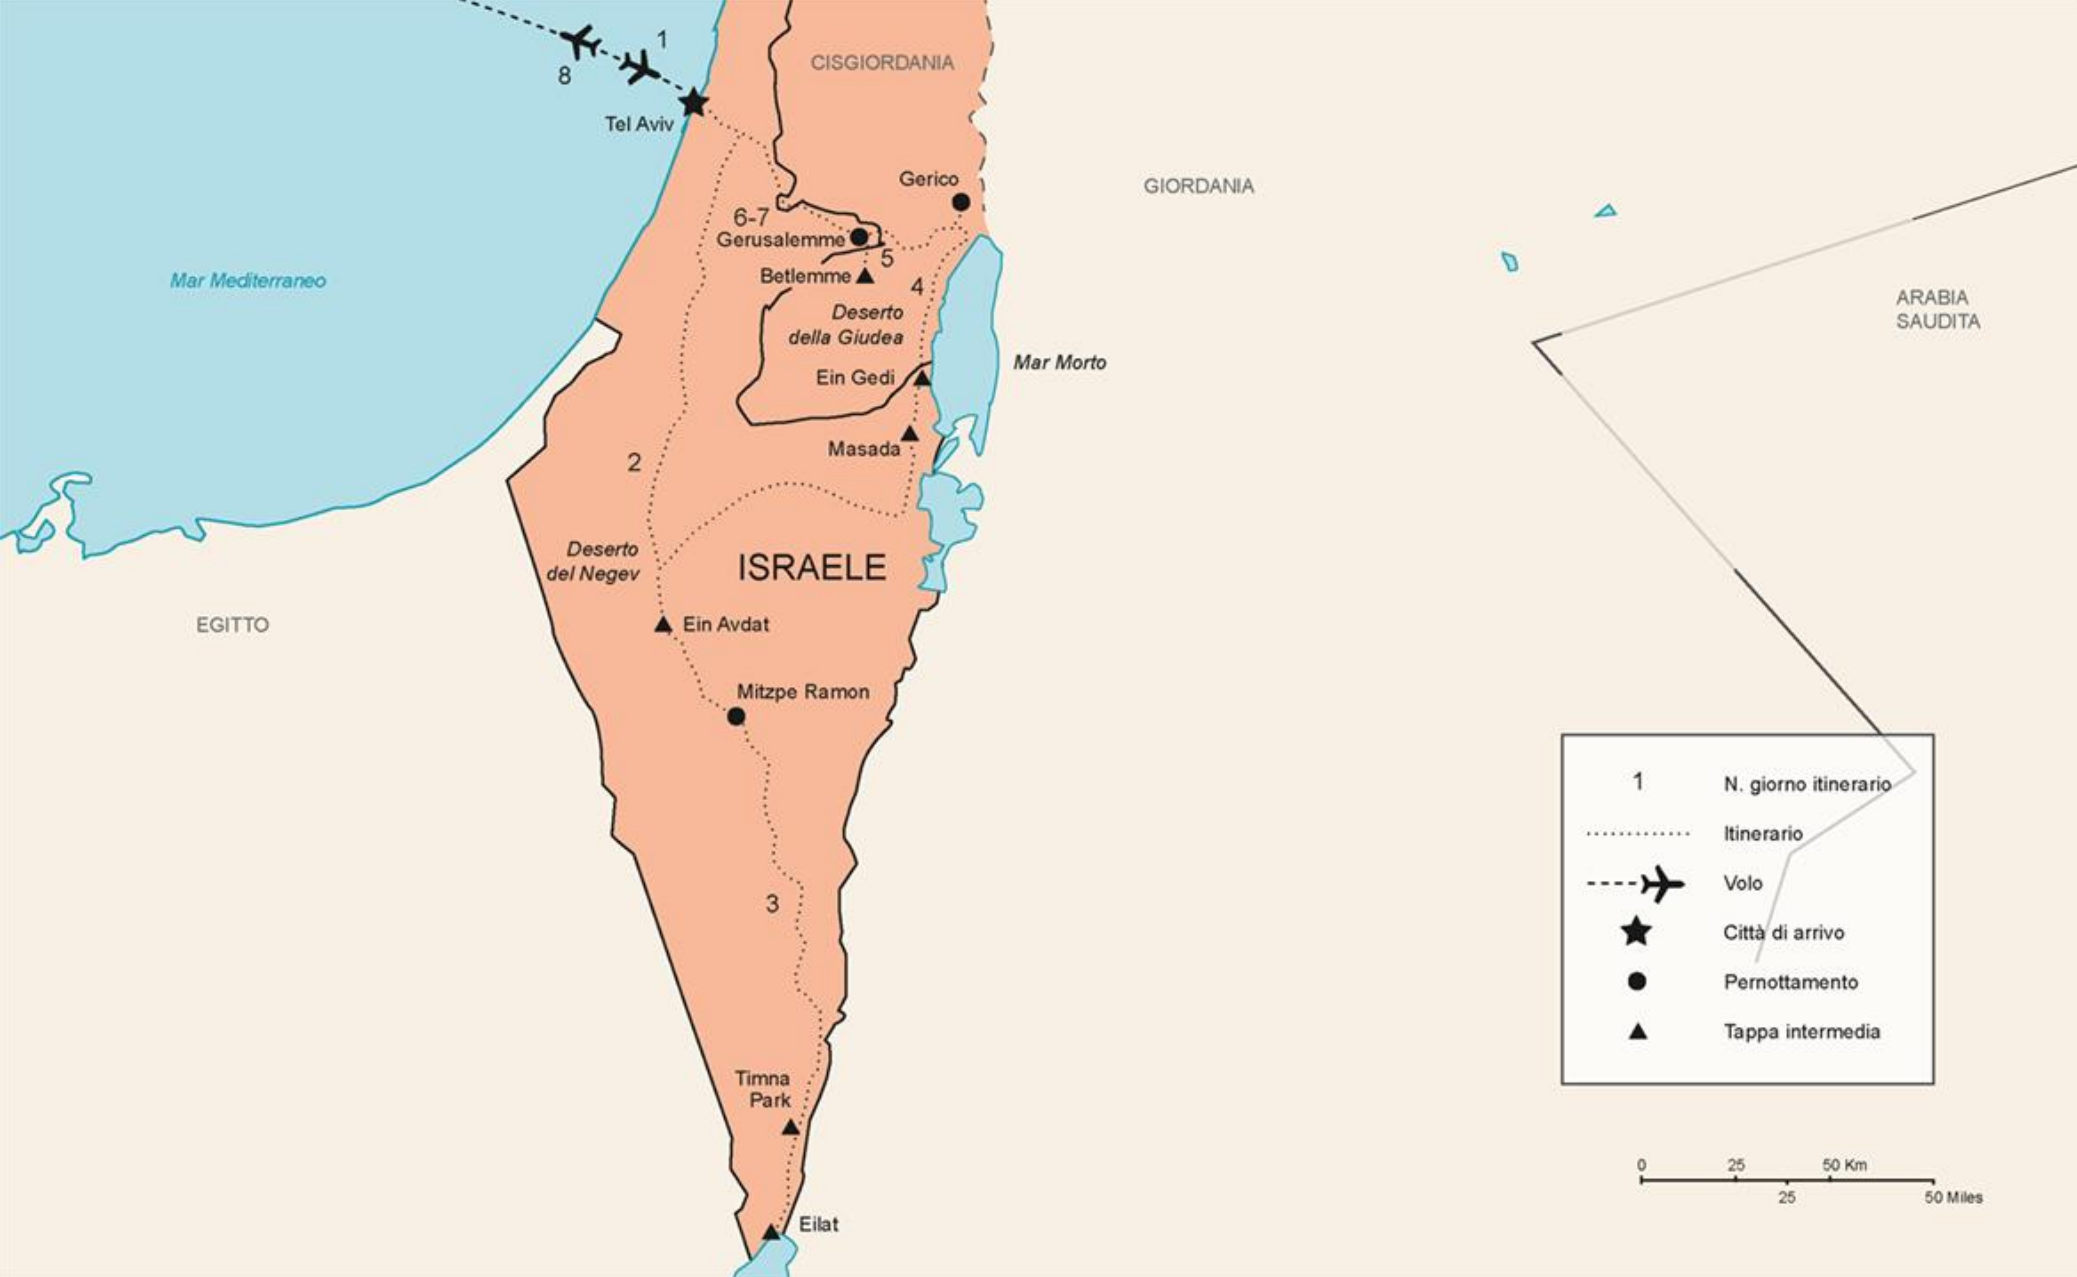 1
CISGIORDANIA
8
Tel Aviv
Gerico
GIORDANIA
6-7
Gerusalemme
5
Betlemme
4
Mar Mediterraneo
Deserto
della Giudea
ARABIA
SAUDITA
Mar Morto
Ein Gedi
Masada
2
Deserto
del Negev
ISRAELE
EGITTO
Ein Avdat
Mitzpe Ramon
3
Timna
Park
Eilat
1 N. giorno itinerario
Itinerario
Volo
Città di arrivo
Pernottamento
Tappa intermedia
0 25 50 Km
25 50 Miles